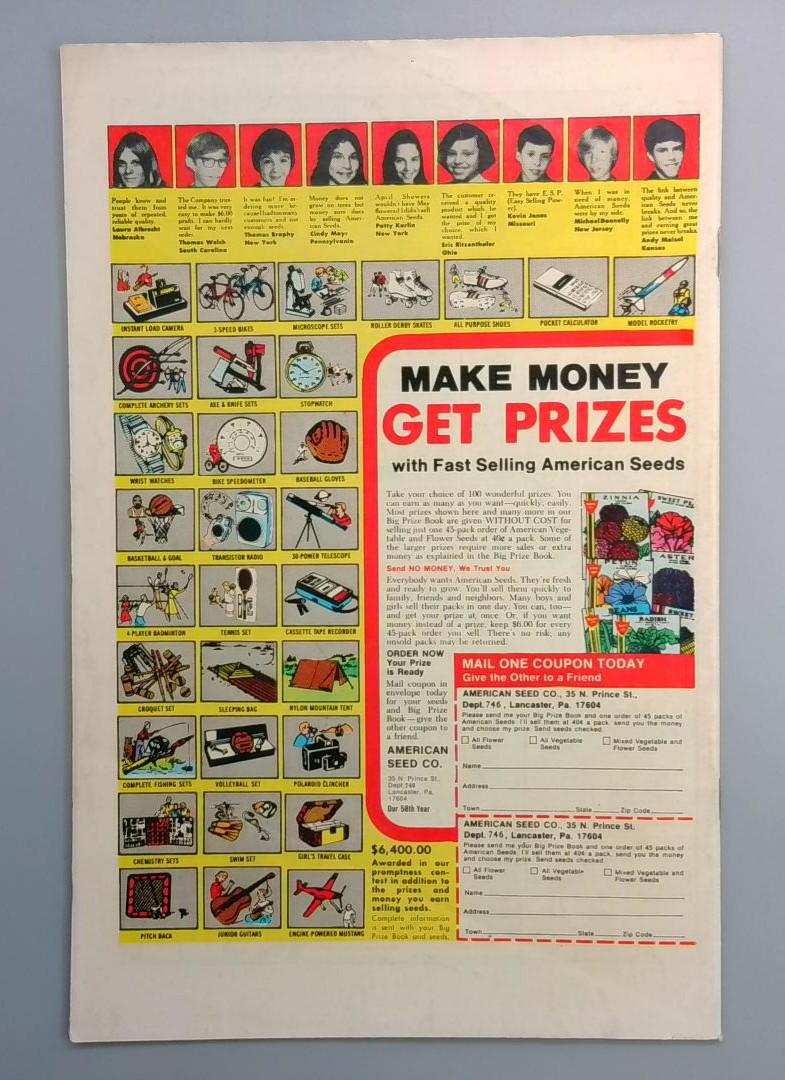 People know and
trust them from
years of repeated,
reliable quality.
Laura Albrecht
Nebraska
The Company trus-
ted me. It was very
easy to make $6.00
profit. I can hardly
wait for my next
order.
Thomas Welch
South Carolina
It was fun! I'm or-
dering more be-
cause I had too many
customers and not
enough seeds.
Thomas Brophy
New York
Money does not
grow on trees but
money sure does
by selling Ameri-
can Seeds.
Cindy Mayr
Pennsylvania
April Showers
wouldn't have May
flowers if I didn't sell
American Seeds.
Patty Karlin
New York
The customer re-
ceived a quality
product which he
wanted and I got
the prize of my
choice, which I
wanted.
Eric Ritzenthaler
Ohio
They have E. S. P.
(Easy Selling Pow-
er).
Kevin Junas
Missouri
When I was in
need of money,
American Seeds
were by my side.
Michael Donnelly
New Jersey
The link between
quality and Amer-
ican Seeds never
breaks. And so, the
link between me
and earning great
prizes never breaks.
Andy Maisel
Kansas
INSTANT LOAD CAMERA
3-SPEED BIKES
MICROSCOPE SETS
ROLLER DERBY SKATES
ALL PURPOSE SHOES
POCKET CALCULATOR
MODEL ROCKETRY
COMPLETE ARCHERY SETS
AXE & KNIFE SETS
STOPWATCH
WRIST WATCHES
BIKE SPEEDOMETER
BASEBALL GLOVES
BASKETBALL & GOAL
TRANSISTOR RADIO
30-POWER TELESCOPE
4-PLAYER BADMINTON
TENNIS SET
CASSETTE TAPE RECORDER
CROQUET SET
SLEEPING BAG
NYLON MOUNTAIN TENT
COMPLETE FISHING SETS
VOLLEYBALL SET
POLAROID CLINCHER
CHEMISTRY SETS
SWIM SET
GIRL'S TRAVEL CASE
PITCH BACK
JUNIOR GUITARS
ENGINE POWERED MUSTANG
MAKE MONEY
GET PRIZES
with Fast Selling American Seeds
Take your choice of 100 wonderful prizes. You
can earn as many as you want—quickly, easily.
Most prizes shown here and many more in our
Big Prize Book are given WITHOUT COST for
selling just one 45-pack order of American Vege-
table and Flower Seeds at 40¢ a pack. Some of
the larger prizes require more sales or extra
money as explained in the Big Prize Book.
Send NO MONEY, We Trust You
Everybody wants American Seeds. They're fresh
and ready to grow. You'll sell them quickly to
family, friends and neighbors. Many boys and
girls sell their packs in one day. You can, too—
and get your prize at once. Or, if you want
money instead of a prize, keep $6.00 for every
45-pack order you sell. There's no risk; any
unsold packs may be returned.
ZINNIA
SWEET
ASTER
PETUN
BEANS
SWEET
RADISH
ORDER NOW
Your Prize
is Ready
Mail coupon in
envelope today
for your seeds
and Big Prize
Book—give the
other coupon to
a friend.
AMERICAN
SEED CO.
35 N. Prince St.,
Dept.746
Lancaster, Pa.
17604
Our 58th Year
$6,400.00
Awarded in our
promptness con-
test in addition to
the prizes and
money you earn
selling seeds.
Complete information
is sent with your Big
Prize Book and seeds.
MAIL ONE COUPON TODAY
Give the Other to a Friend
AMERICAN SEED CO., 35 N. Prince St.,
Dept.746, Lancaster, Pa. 17604
Please send me your Big Prize Book and one order of 45 packs of
American Seeds. I'll sell them at 40¢ a pack, send you the money
and choose my prize. Send seeds checked.
All Flower Seeds
All Vegetable Seeds
Mixed Vegetable and Flower Seeds
Name
Address
Town State Zip Code
AMERICAN SEED CO., 35 N. Prince St.
Dept. 746, Lancaster, Pa. 17604
Please send me your Big Prize Book and one order of 45 packs of
American Seeds. I'll sell them at 40¢ a pack, send you the money
and choose my prize. Send seeds checked.
All Flower Seeds
All Vegetable Seeds
Mixed Vegetable and Flower Seeds
Name
Address
Town State Zip Code